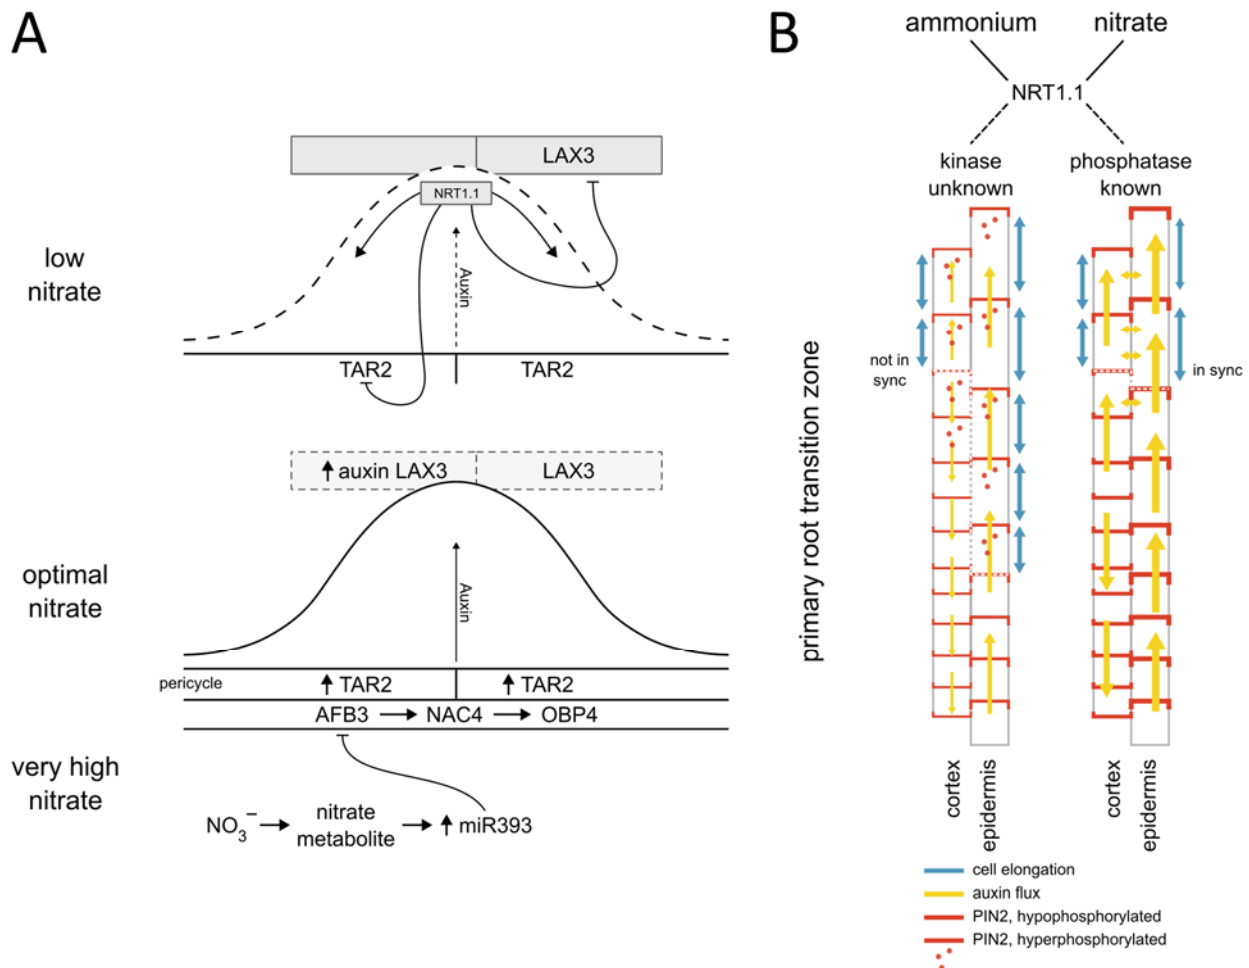 A
LAX3
NRT1.1
Auxin
low
nitrate
TAR2 TAR2
↑ auxin LAX3 LAX3
Auxin
optimal
nitrate
pericycle
↑ TAR2 ↑ TAR2
AFB3 → NAC4 → OBP4
very high
nitrate
NO₃⁻ → nitrate
metabolite → ↑ miR393
B
ammonium nitrate
NRT1.1
kinase
unknown
phosphatase
known
not in
sync
in sync
primary root transition zone
cortex
epidermis
cortex
epidermis
cell elongation
auxin flux
PIN2, hypophosphorylated
PIN2, hyperphosphorylated